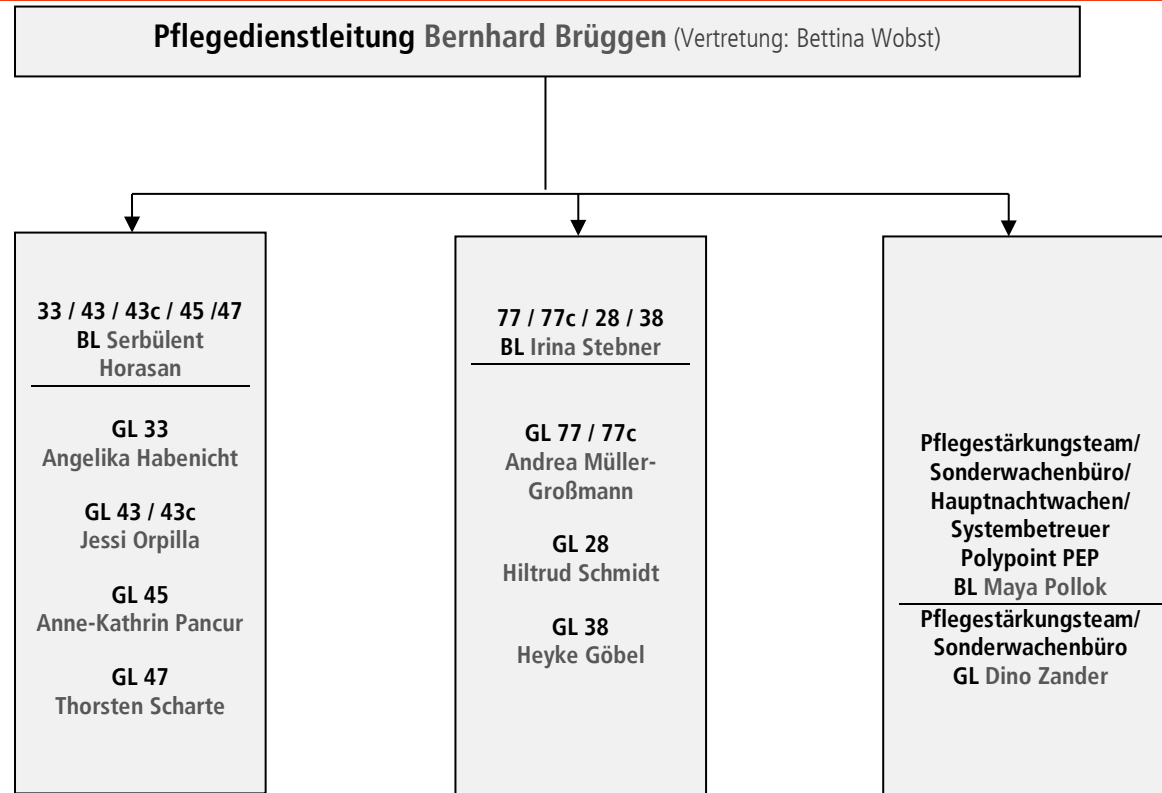 Pflegedienstleitung Bernhard Brüggen (Vertretung: Bettina Wobst)
33 / 43 / 43c / 45 /47
BL Serbülent
Horasan
GL 33
Angelika Habenicht
GL 43 / 43c
Jessi Orpilla
GL 45
Anne-Kathrin Pancur
GL 47
Thorsten Scharte
77 / 77c / 28 / 38
BL Irina Stebner
GL 77 / 77c
Andrea Müller-
Großmann
GL 28
Hiltrud Schmidt
GL 38
Heyke Göbel
Pflegestärkungsteam/
Sonderwachenbüro/
Hauptnachtwachen/
Systembetreuer
Polypoint PEP
BL Maya Pollok
Pflegestärkungsteam/
Sonderwachenbüro
GL Dino Zander